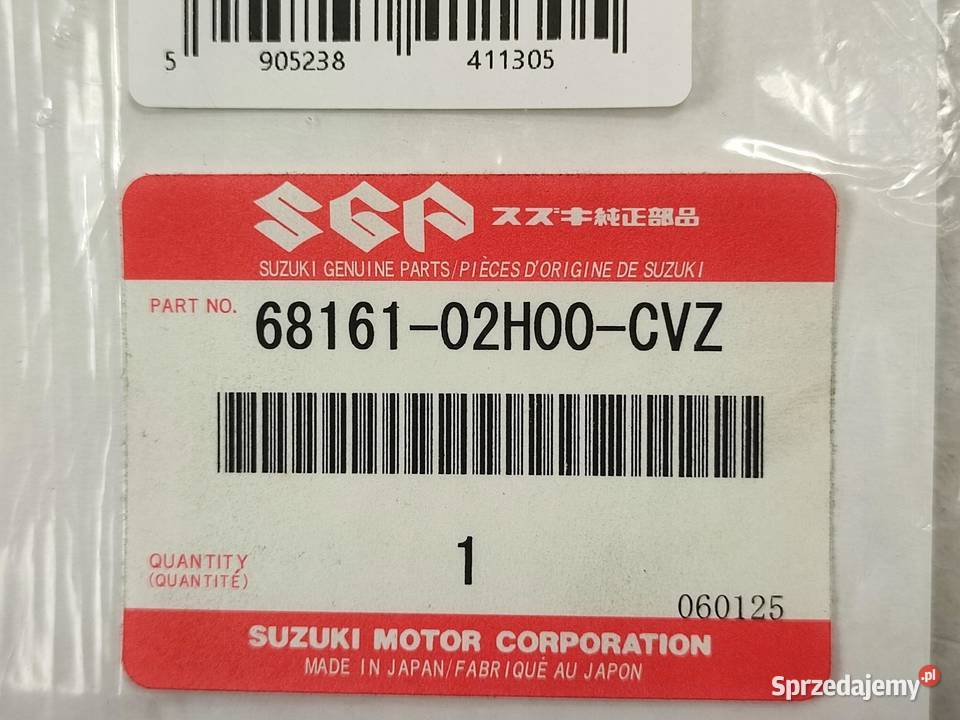 5 905238 411305
SGP スズキ純正部品
SUZUKI GENUINE PARTS/PIÈCES D'ORIGINE DE SUZUKI
PART NO. 68161-02H00-CVZ
QUANTITY 1
(QUANTITÉ)
060125
SUZUKI MOTOR CORPORATION
MADE IN JAPAN/FABRIQUÉ AU JAPON
Sprzedajemy.pl